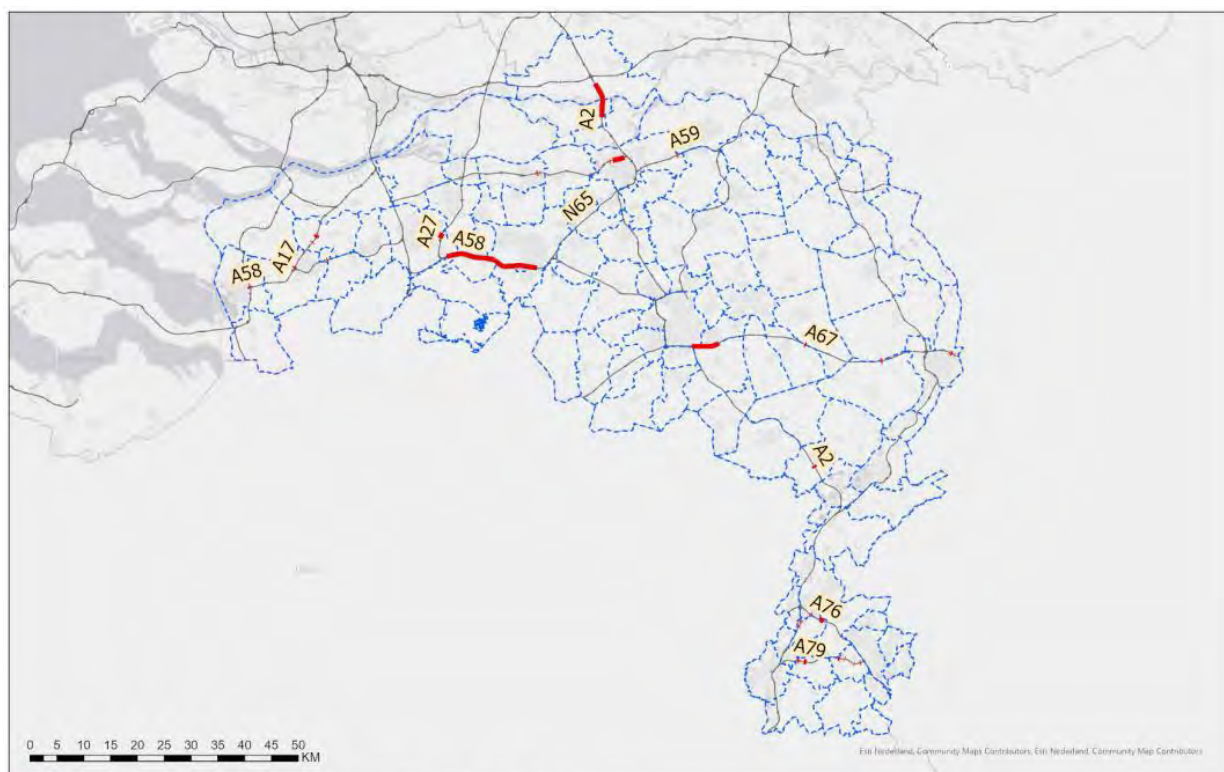 A2
A59
N65
A27
A58
A17
A58
A67
A2
A76
A79
0 5 10 15 20 25 30 35 40 45 50
KM
Esri Nederland, Community Maps Contributors, Esri Nederland, Community Map Contributors